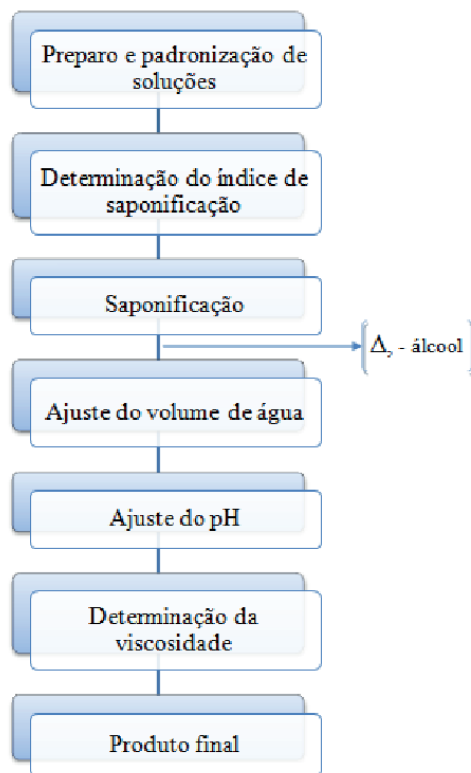 Preparo e padronização de
soluções
Determinação do índice de
saponificação
Saponificação
Δ, - álcool
Ajuste do volume de água
Ajuste do pH
Determinação da
viscosidade
Produto final